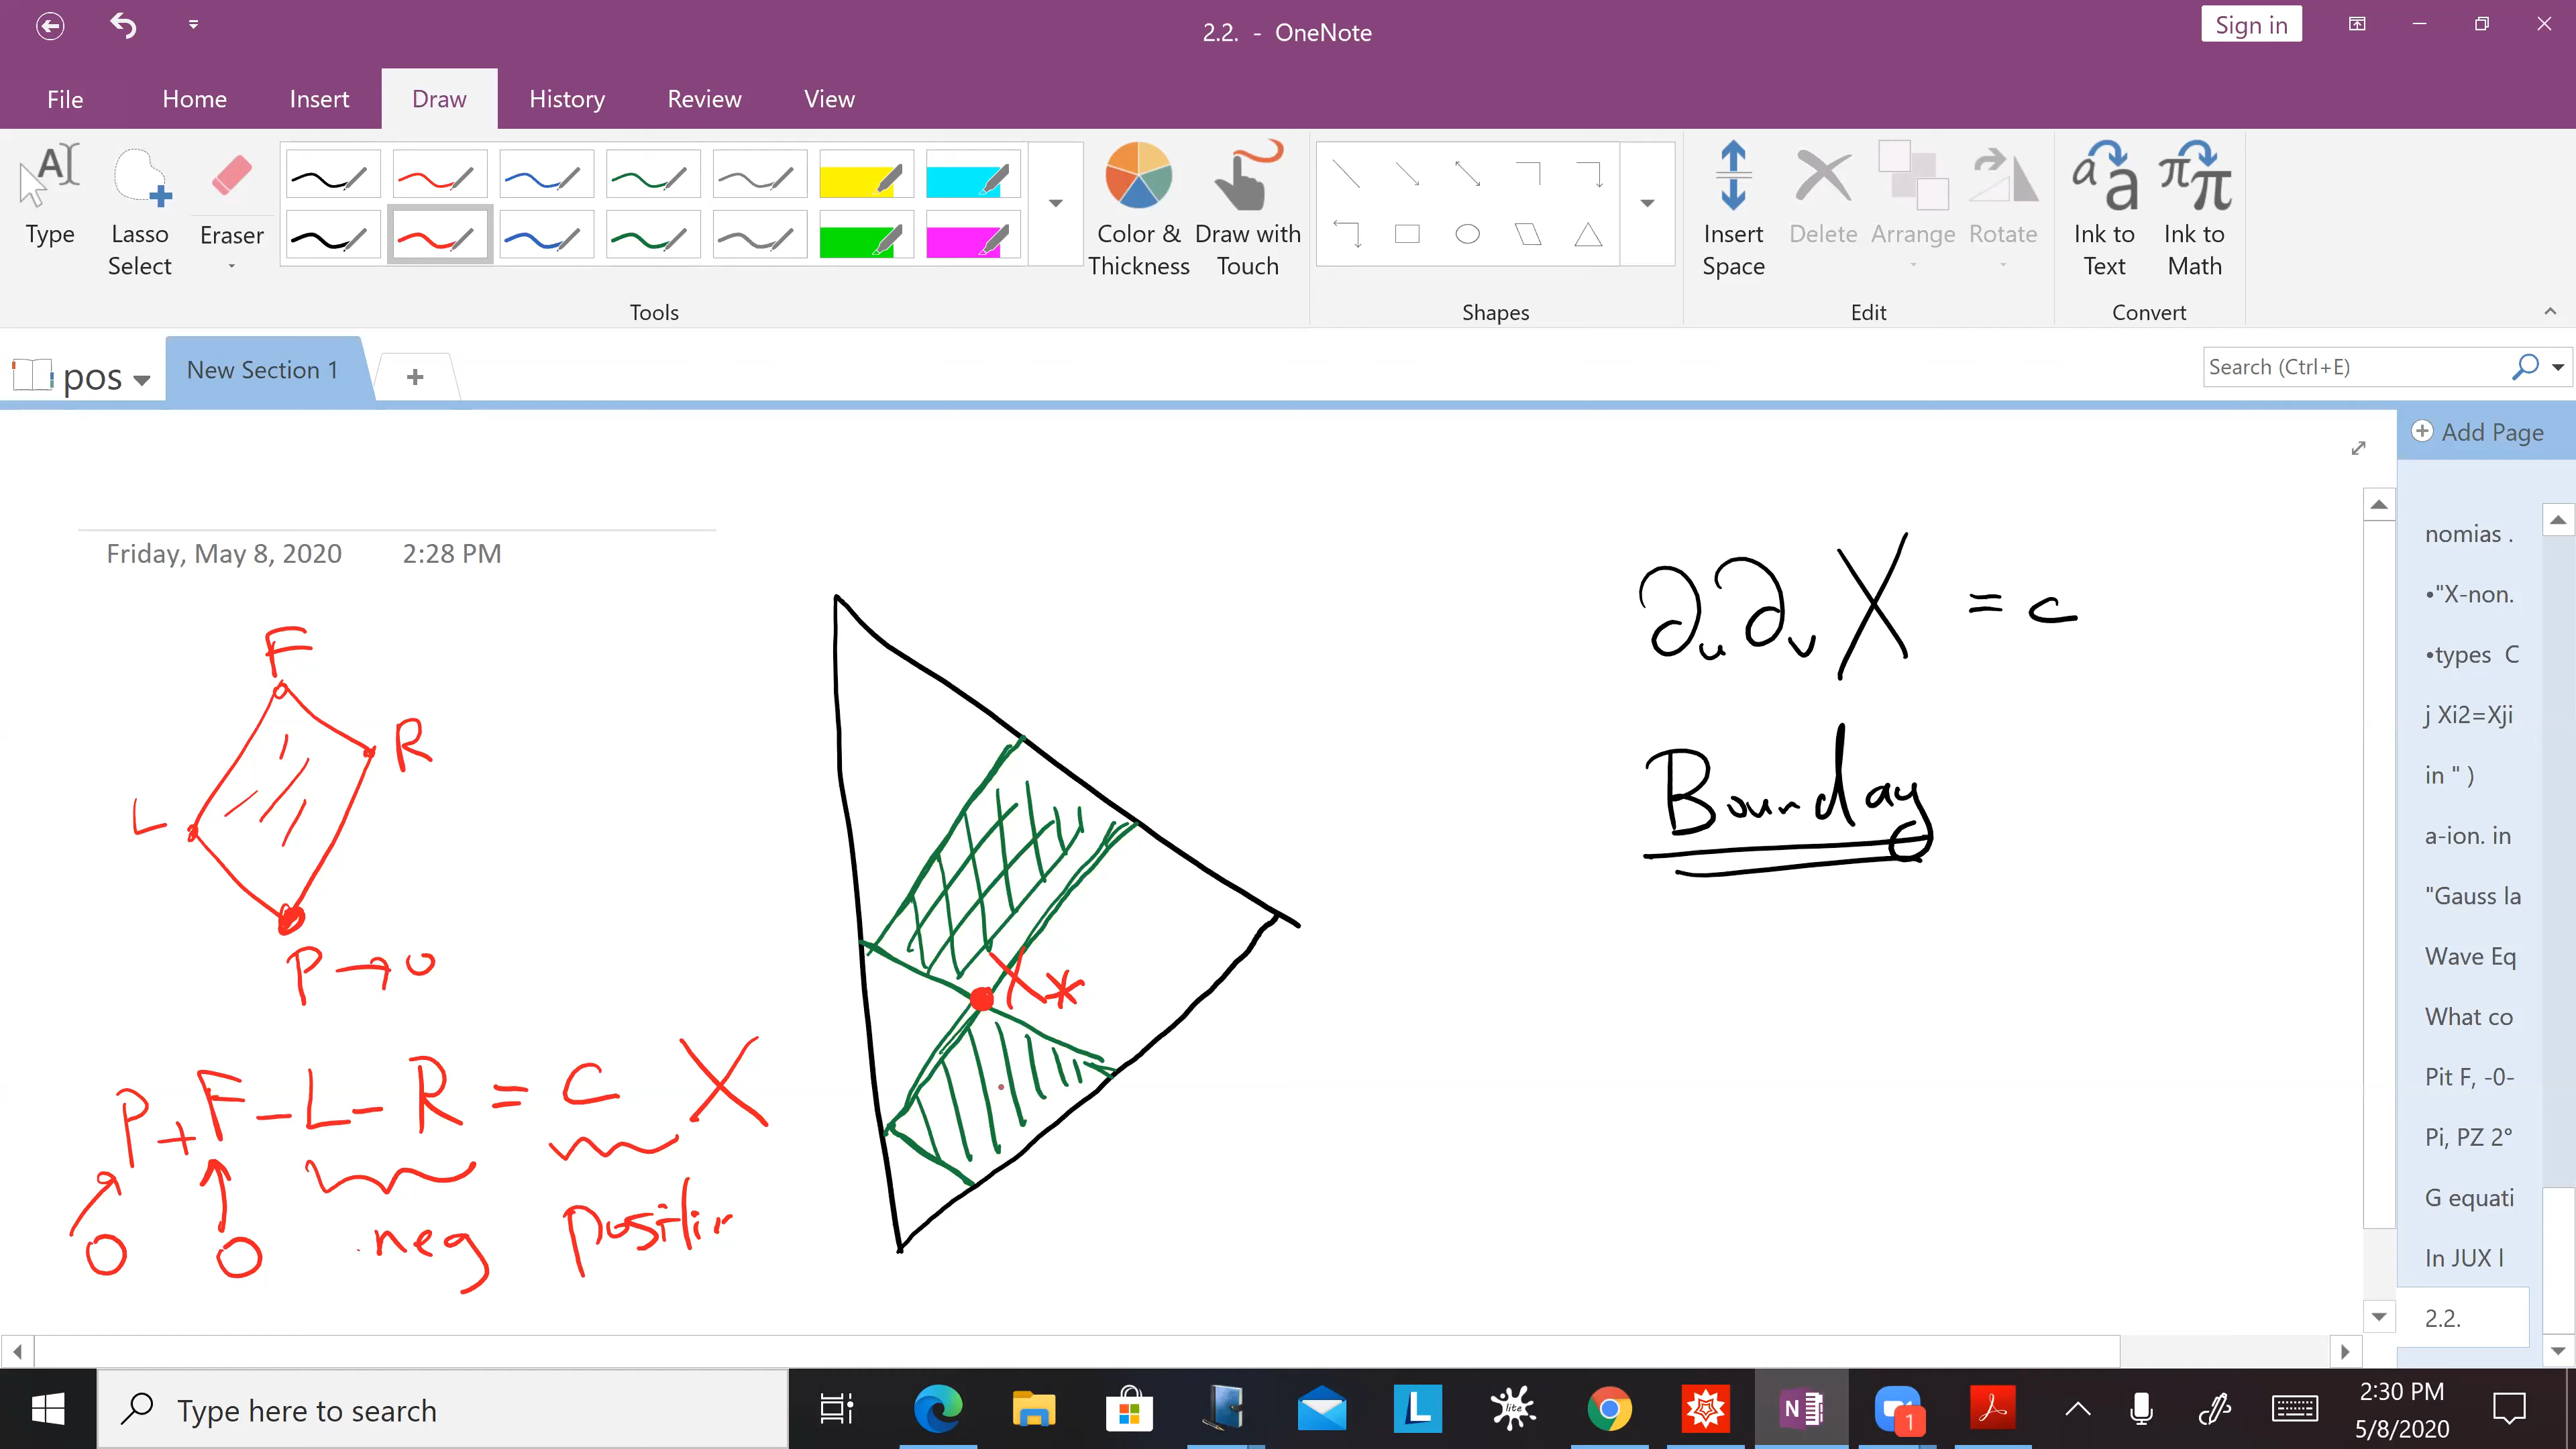 2.2. - OneNote
Sign in
File Home Insert Draw History Review View
Type
Lasso Select
Eraser
Color & Thickness
Draw with Touch
Insert Space
Delete
Arrange
Rotate
Ink to Text
Ink to Math
Tools
Shapes
Edit
Convert
pos
New Section 1
+
Search (Ctrl+E)
Add Page
Friday, May 8, 2020 2:28 PM
F
R
L
P → 0
P + F - L - R = c X
0 0 neg
X*
∂u ∂v X = c
Bounday
nomias .
•"X-non.
•types C
j Xi2=Xji
in " )
a-ion. in
"Gauss la
Wave Eq
What co
Pit F, -0-
Pi, PZ 2°
G equati
In JUX l
2.2.
Type here to search
L
lite
N
1
2:30 PM
5/8/2020